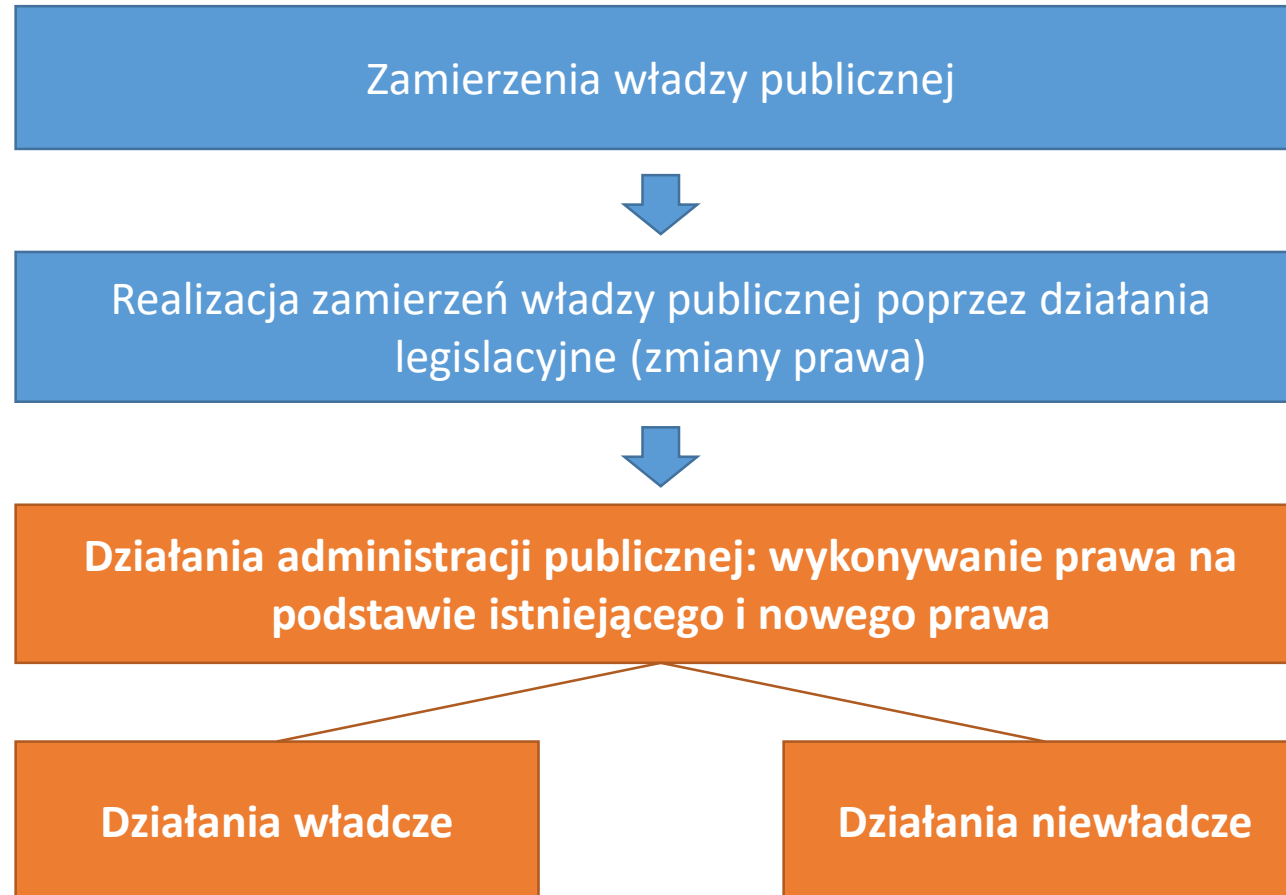 Zamierzenia władzy publicznej
Realizacja zamierzeń władzy publicznej poprzez działania
legislacyjne (zmiany prawa)
Działania administracji publicznej: wykonywanie prawa na
podstawie istniejącego i nowego prawa
Działania władcze
Działania niewładcze